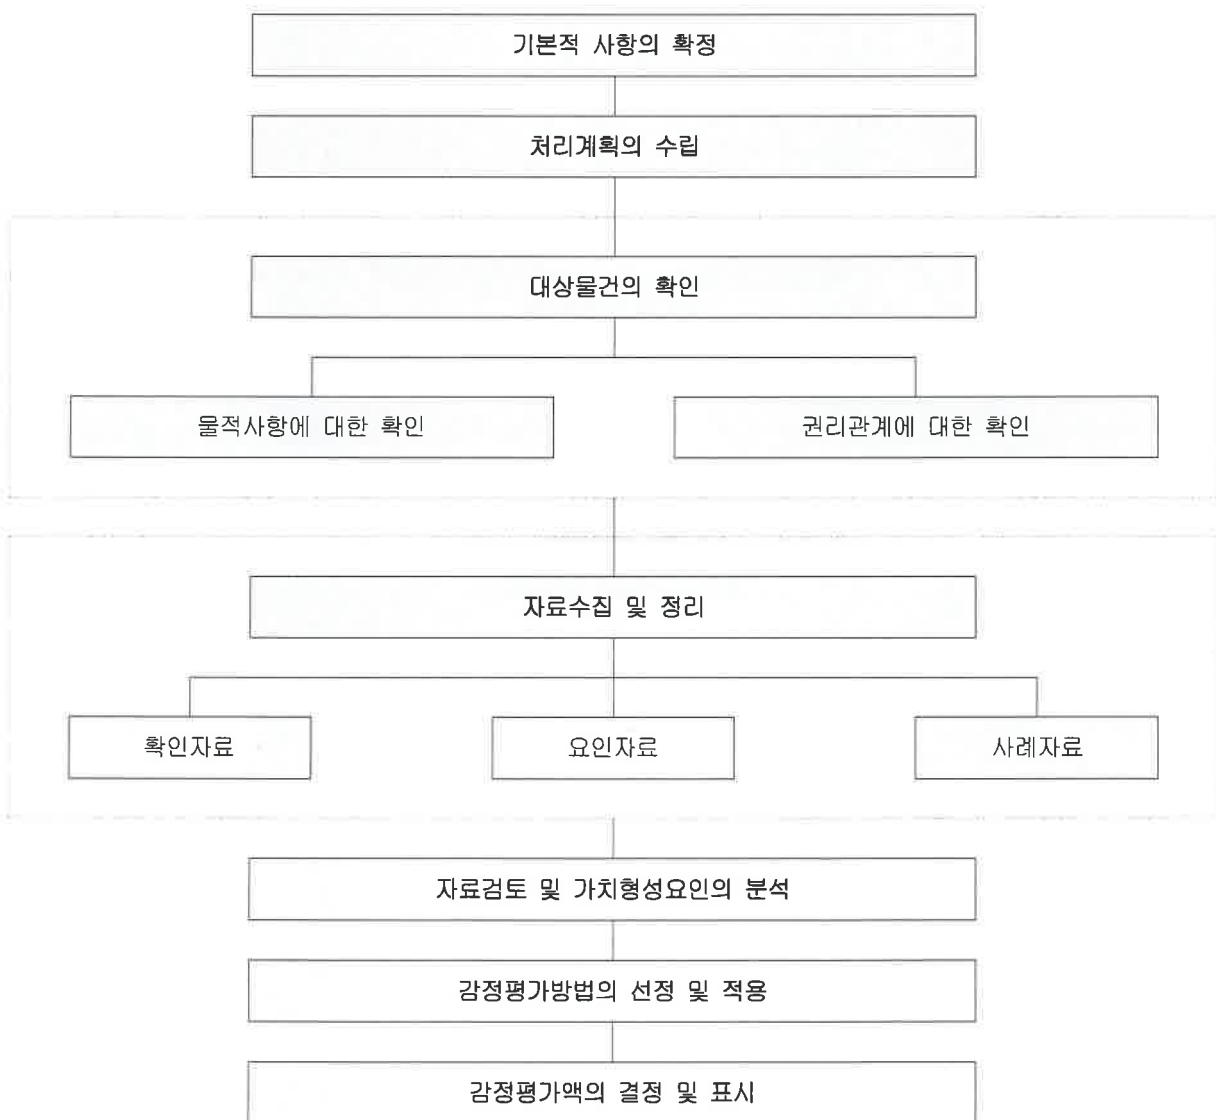 기본적 사항의 확정
처리계획의 수립
대상물건의 확인
물적사항에 대한 확인
권리관계에 대한 확인
자료수집 및 정리
확인자료
요인자료
사례자료
자료검토 및 가치형성요인의 분석
감정평가방법의 선정 및 적용
감정평가액의 결정 및 표시